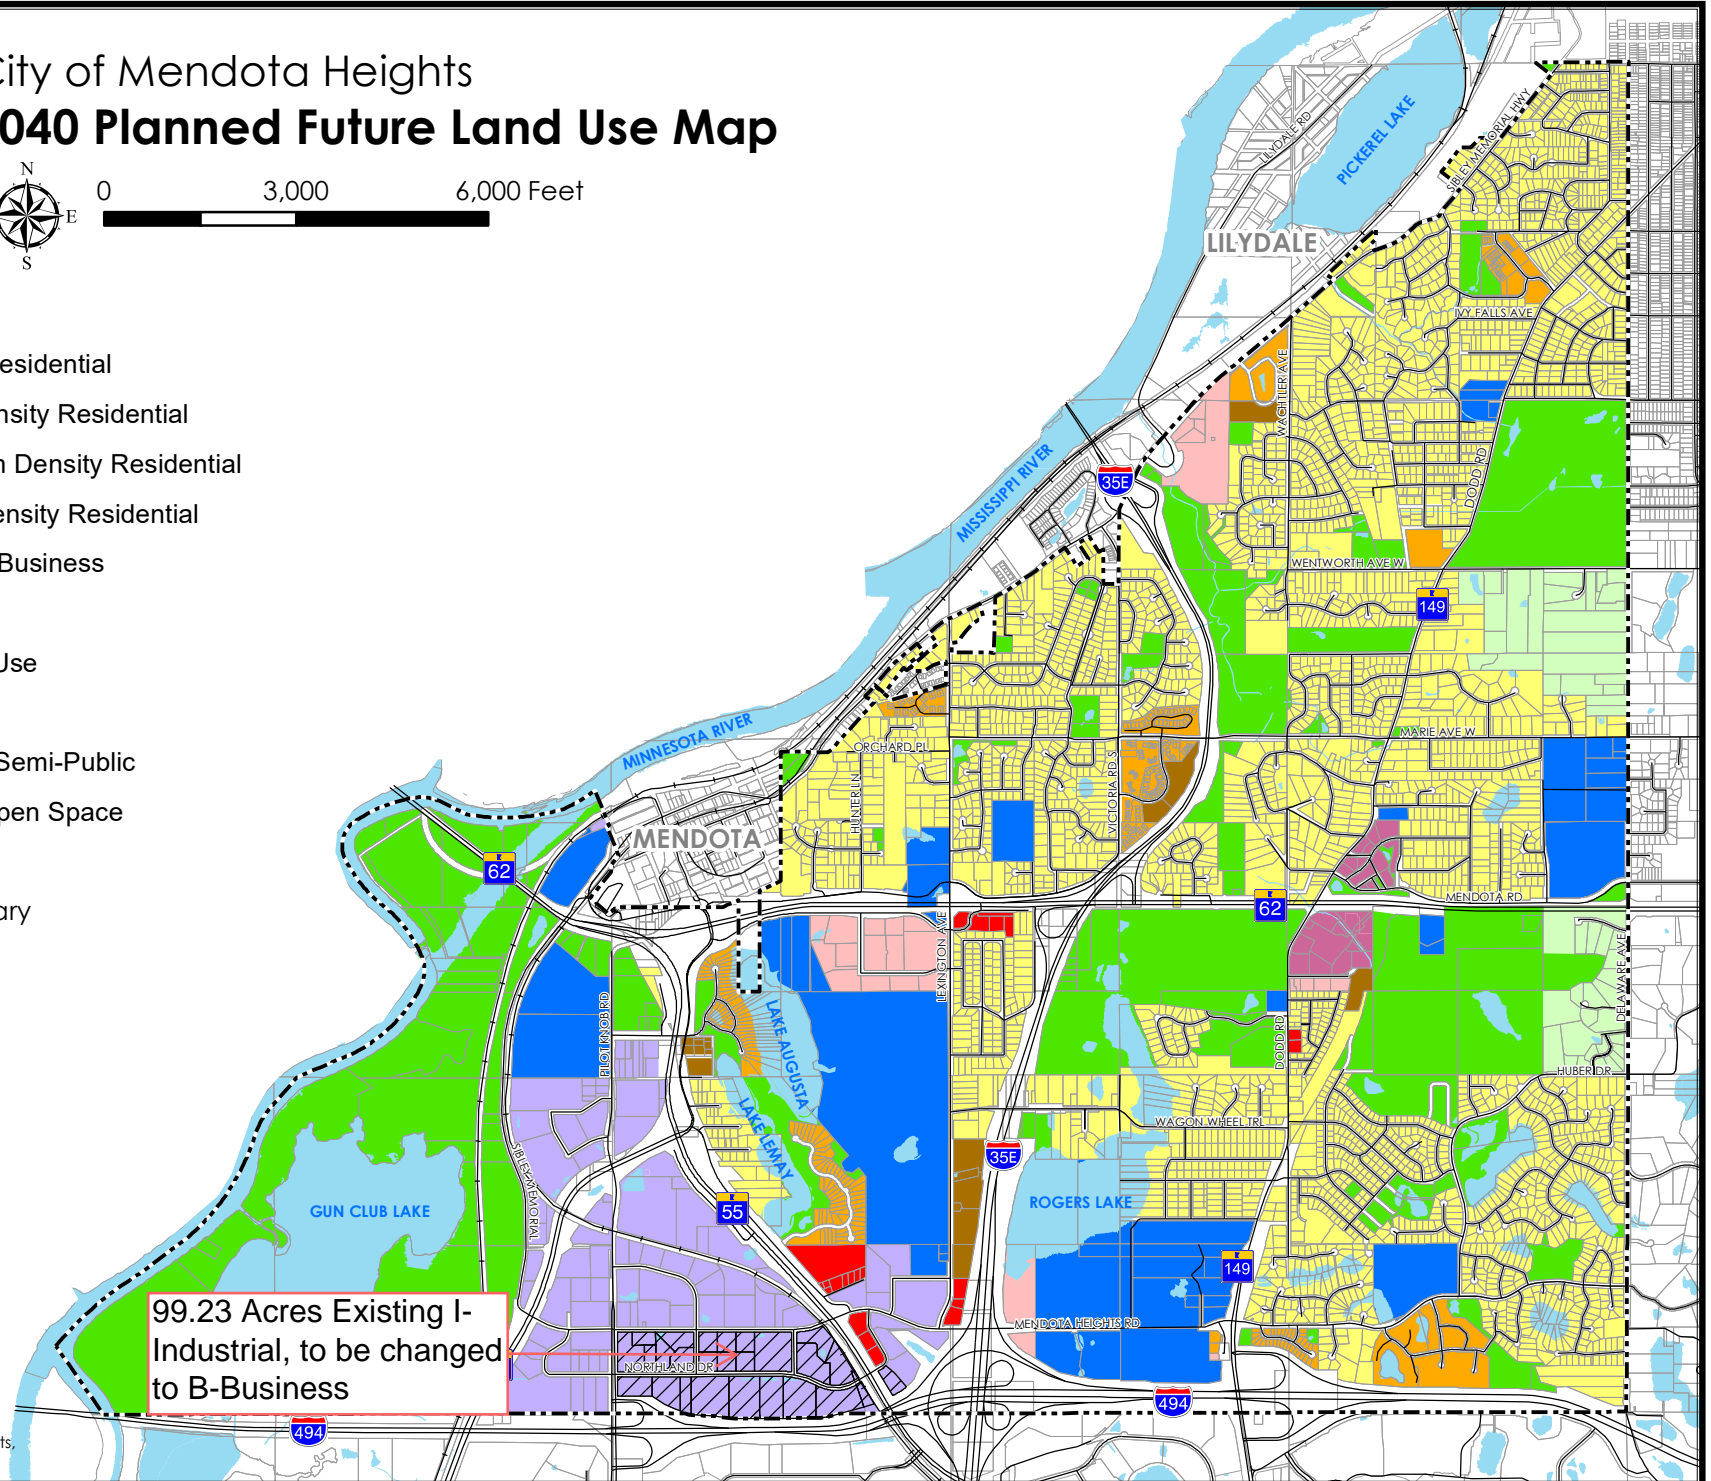 City of Mendota Heights
040 Planned Future Land Use Map
N
0 3,000 6,000 Feet
E
S
esidential
nsity Residential
n Density Residential
ensity Residential
Business
Use
Semi-Public
pen Space
ary
ts,
PICKEREL LAKE
LILYDALE RD
SIBLEY MEMORIAL HWY
LILYDALE
IVY FALLS AVE
WACHTLER AVE
DODD RD
MISSISSIPPI RIVER
35E
WENTWORTH AVE W
149
MINNESOTA RIVER
ORCHARD PL
MARIE AVE W
HUNTER LN
VICTORIA RD S
MENDOTA
62
MENDOTA RD
62
LEXINGTON AVE
DELAWARE AVE
PILOT KNOB RD
LAKE AUGUSTA
DODD RD
HUBER DR
LAKE LEMAY
WAGON WHEEL TRL
SIBLEY MEMORIAL
35E
GUN CLUB LAKE
55
ROGERS LAKE
149
99.23 Acres Existing I-
Industrial, to be changed
to B-Business
MENDOTA HEIGHTS RD
NORTHLAND DR
494
494